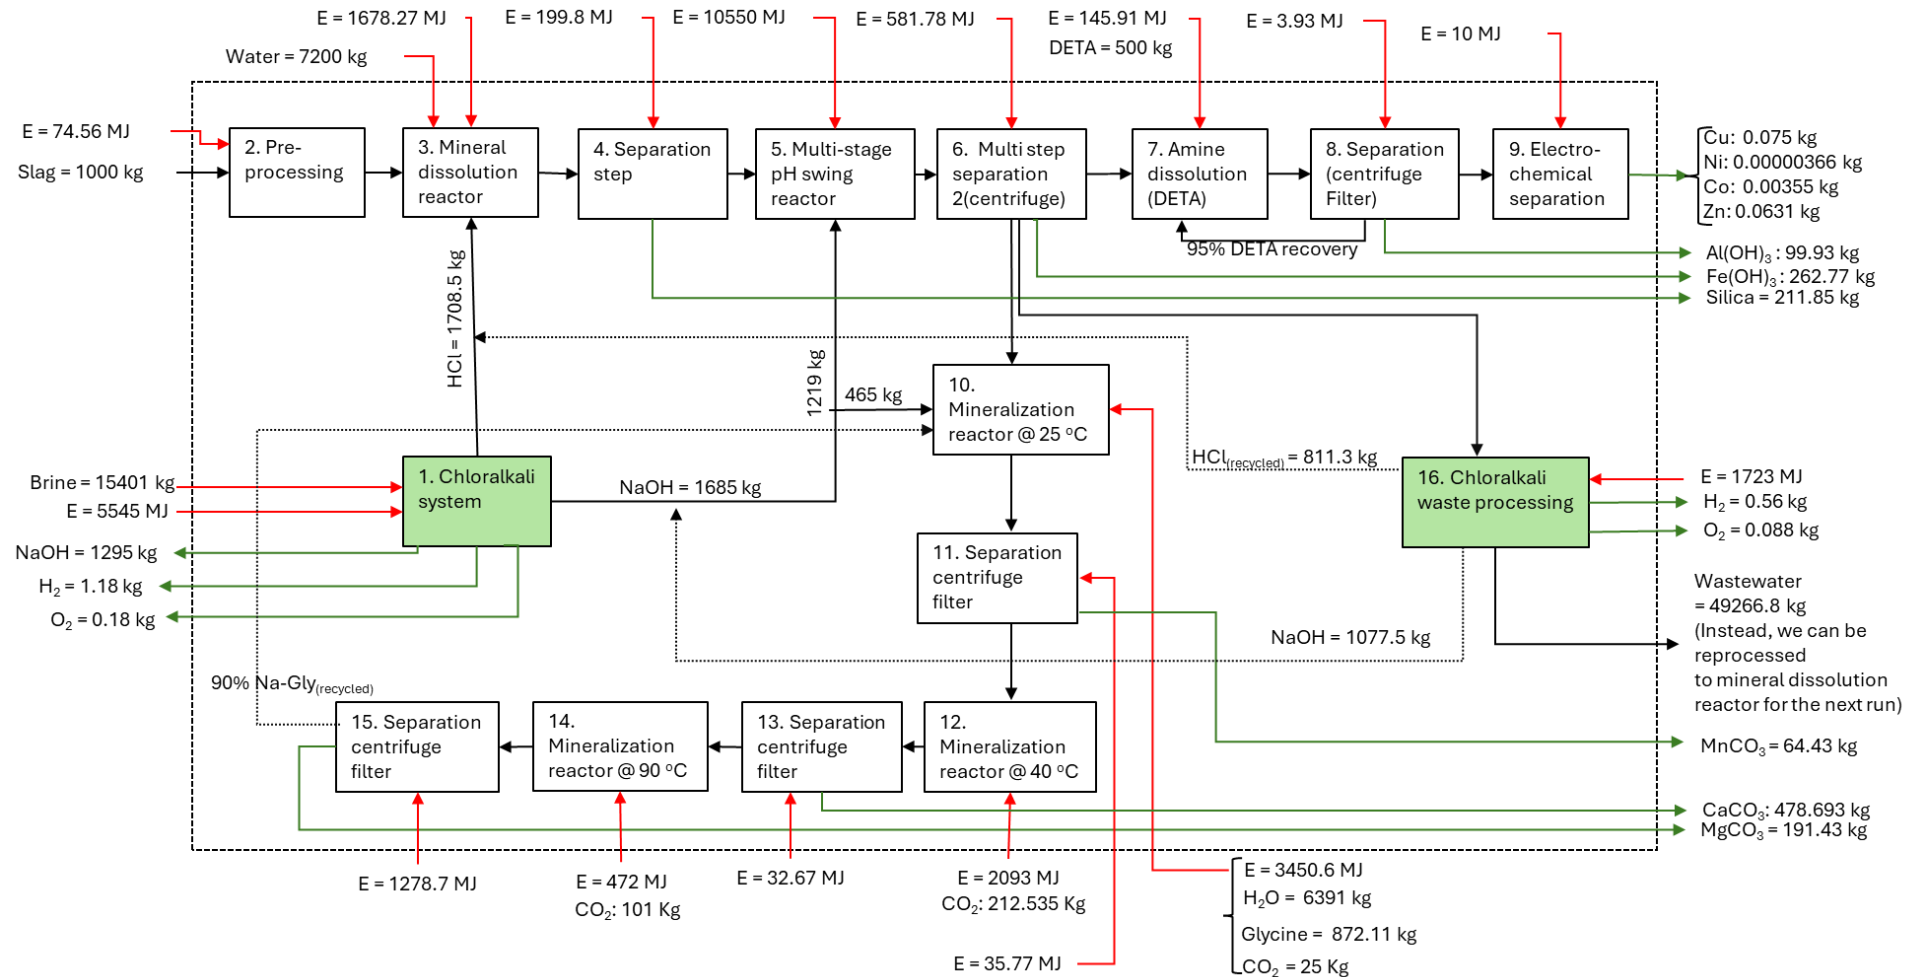 E = 1678.27 MJ
E = 199.8 MJ
E = 10550 MJ
E = 581.78 MJ
E = 145.91 MJ
DETA = 500 kg
E = 3.93 MJ
E = 10 MJ
Water = 7200 kg
E = 74.56 MJ
Slag = 1000 kg
2. Pre-
processing
3. Mineral
dissolution
reactor
4. Separation
step
5. Multi-stage
pH swing
reactor
6. Multi step
separation
2(centrifuge)
7. Amine
dissolution
(DETA)
8. Separation
(centrifuge
Filter)
9. Electro-
chemical
separation
Cu: 0.075 kg
Ni: 0.00000366 kg
Co: 0.00355 kg
Zn: 0.0631 kg
95% DETA recovery
Al(OH)₃ : 99.93 kg
Fe(OH)₃ : 262.77 kg
Silica = 211.85 kg
HCl = 1708.5 kg
1219 kg
465 kg
10.
Mineralization
reactor @ 25 °C
HCl(recycled) = 811.3 kg
Brine = 15401 kg
E = 5545 MJ
1. Chloralkali
system
NaOH = 1685 kg
16. Chloralkali
waste processing
E = 1723 MJ
H₂ = 0.56 kg
O₂ = 0.088 kg
NaOH = 1295 kg
H₂ = 1.18 kg
O₂ = 0.18 kg
11. Separation
centrifuge
filter
NaOH = 1077.5 kg
Wastewater
= 49266.8 kg
(Instead, we can be
reprocessed
to mineral dissolution
reactor for the next run)
90% Na-Gly(recycled)
15. Separation
centrifuge
filter
14.
Mineralization
reactor @ 90 °C
13. Separation
centrifuge
filter
12.
Mineralization
reactor @ 40 °C
MnCO₃ = 64.43 kg
CaCO₃: 478.693 kg
MgCO₃ = 191.43 kg
E = 1278.7 MJ
E = 472 MJ
CO₂: 101 Kg
E = 32.67 MJ
E = 2093 MJ
CO₂: 212.535 Kg
E = 3450.6 MJ
H₂O = 6391 kg
Glycine = 872.11 kg
CO₂ = 25 Kg
E = 35.77 MJ